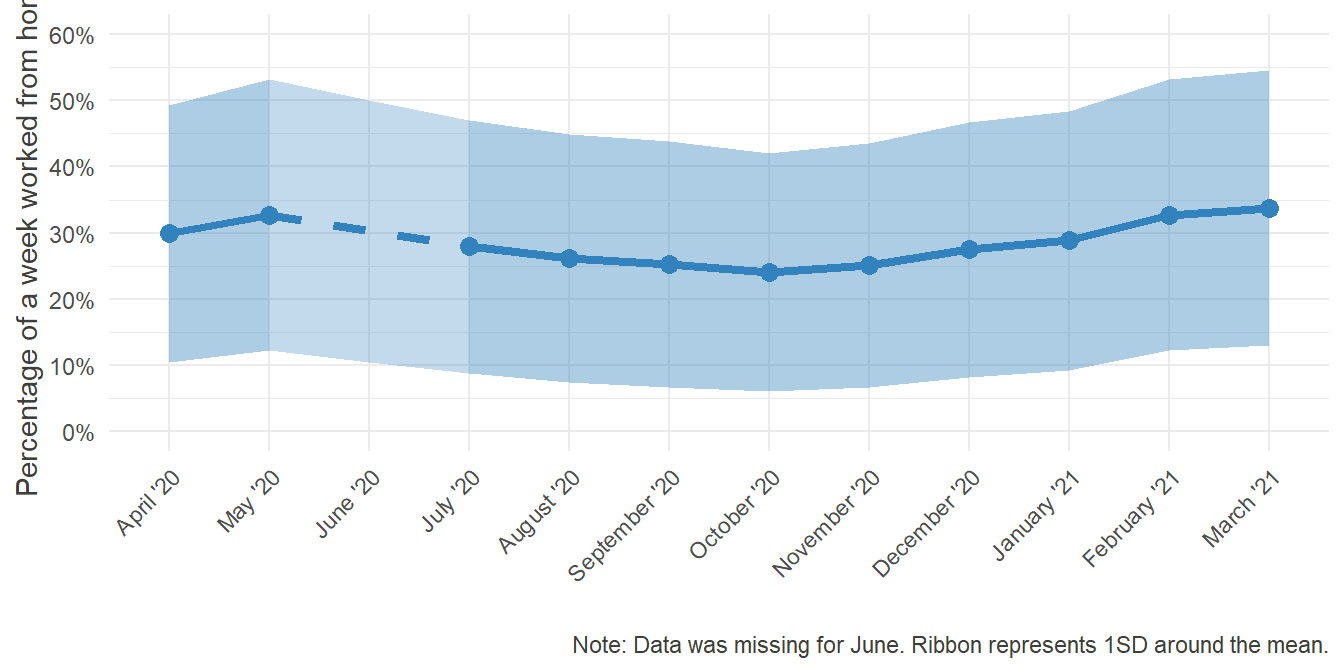 Percentage of a week worked from
60%
50%
40%
30%
20%
10%
0%
April '20
May '20
June '20
July '20
August '20
September '20
October '20
November '20
December '20
January '21
February '21
March '21
Note: Data was missing for June. Ribbon represents 1SD around the mean.